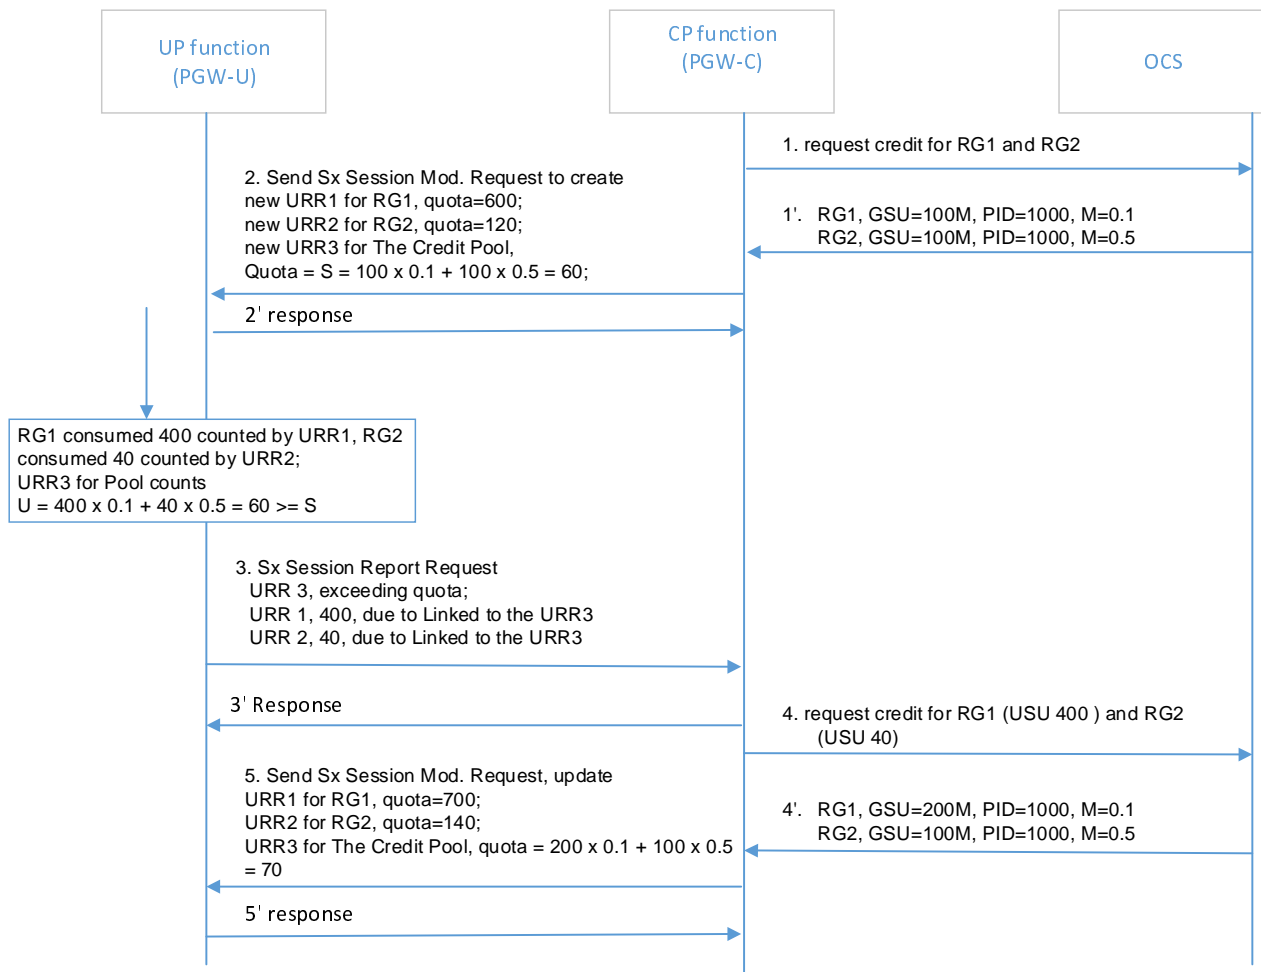 UP function
(PGW-U)
CP function
(PGW-C)
OCS
1. request credit for RG1 and RG2
2. Send Sx Session Mod. Request to create
new URR1 for RG1, quota=600;
new URR2 for RG2, quota=120;
new URR3 for The Credit Pool,
Quota = S = 100 x 0.1 + 100 x 0.5 = 60;
1'. RG1, GSU=100M, PID=1000, M=0.1
RG2, GSU=100M, PID=1000, M=0.5
2' response
RG1 consumed 400 counted by URR1, RG2
consumed 40 counted by URR2;
URR3 for Pool counts
U = 400 x 0.1 + 40 x 0.5 = 60 >= S
3. Sx Session Report Request
URR 3, exceeding quota;
URR 1, 400, due to Linked to the URR3
URR 2, 40, due to Linked to the URR3
3' Response
4. request credit for RG1 (USU 400 ) and RG2
(USU 40)
5. Send Sx Session Mod. Request, update
URR1 for RG1, quota=700;
URR2 for RG2, quota=140;
URR3 for The Credit Pool, quota = 200 x 0.1 + 100 x 0.5
= 70
4'. RG1, GSU=200M, PID=1000, M=0.1
RG2, GSU=100M, PID=1000, M=0.5
5' response